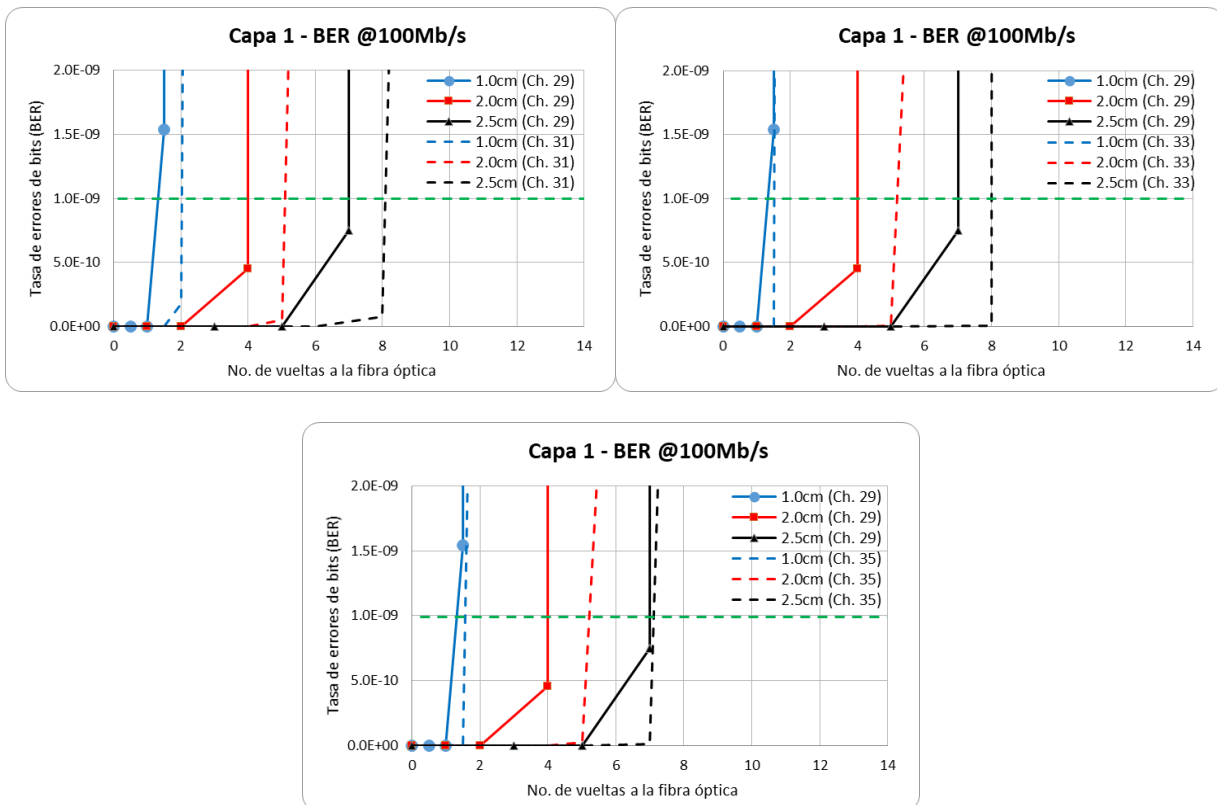 Capa 1 - BER @100Mb/s
Tasa de errores de bits (BER)
2.0E-09
1.5E-09
1.0E-09
5.0E-10
0.0E+00
1.0cm (Ch. 29)
2.0cm (Ch. 29)
2.5cm (Ch. 29)
1.0cm (Ch. 31)
2.0cm (Ch. 31)
2.5cm (Ch. 31)
0 2 4 6 8 10 12 14
No. de vueltas a la fibra óptica
Capa 1 - BER @100Mb/s
Tasa de errores de bits (BER)
2.0E-09
1.5E-09
1.0E-09
5.0E-10
0.0E+00
1.0cm (Ch. 29)
2.0cm (Ch. 29)
2.5cm (Ch. 29)
1.0cm (Ch. 33)
2.0cm (Ch. 33)
2.5cm (Ch. 33)
0 2 4 6 8 10 12 14
No. de vueltas a la fibra óptica
Capa 1 - BER @100Mb/s
Tasa de errores de bits (BER)
2.0E-09
1.5E-09
1.0E-09
5.0E-10
0.0E+00
1.0cm (Ch. 29)
2.0cm (Ch. 29)
2.5cm (Ch. 29)
1.0cm (Ch. 35)
2.0cm (Ch. 35)
2.5cm (Ch. 35)
0 2 4 6 8 10 12 14
No. de vueltas a la fibra óptica